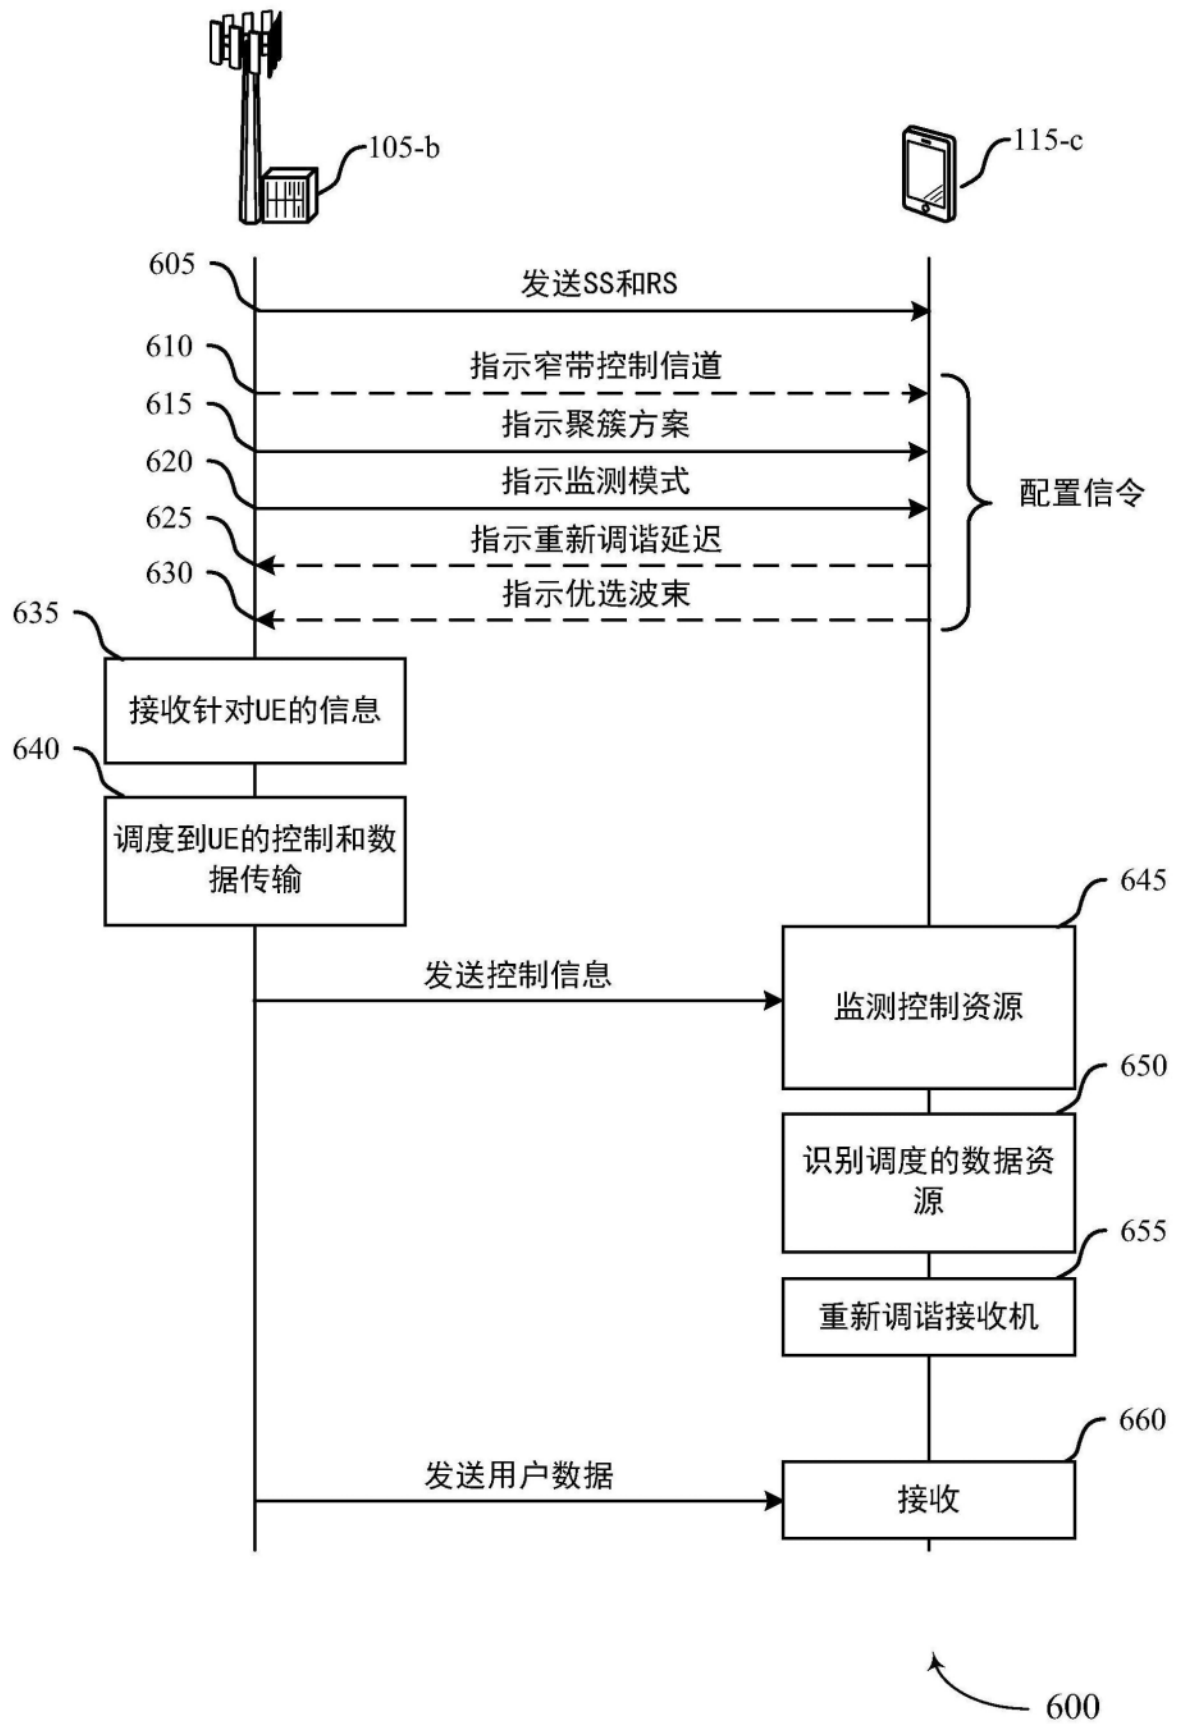 105-b
115-c
605
发送SS和RS
610
指示窄带控制信道
615
指示聚簇方案
620
指示监测模式
配置信令
625
指示重新调谐延迟
630
指示优选波束
635
接收针对UE的信息
640
调度到UE的控制和数
据传输
645
发送控制信息
监测控制资源
650
识别调度的数据资
源
655
重新调谐接收机
660
发送用户数据
接收
600